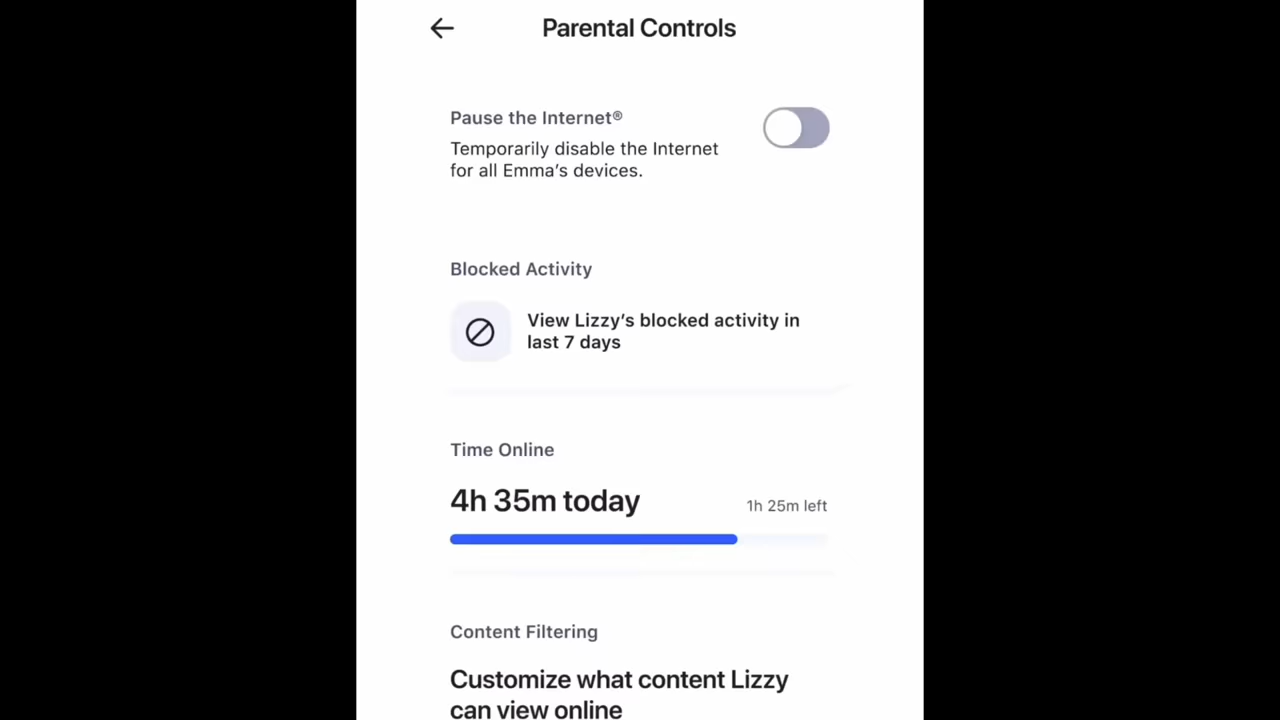 Parental Controls
Pause the Internet®
Temporarily disable the Internet
for all Emma’s devices.
Blocked Activity
View Lizzy’s blocked activity in
last 7 days
Time Online
4h 35m today
1h 25m left
Content Filtering
Customize what content Lizzy
can view online